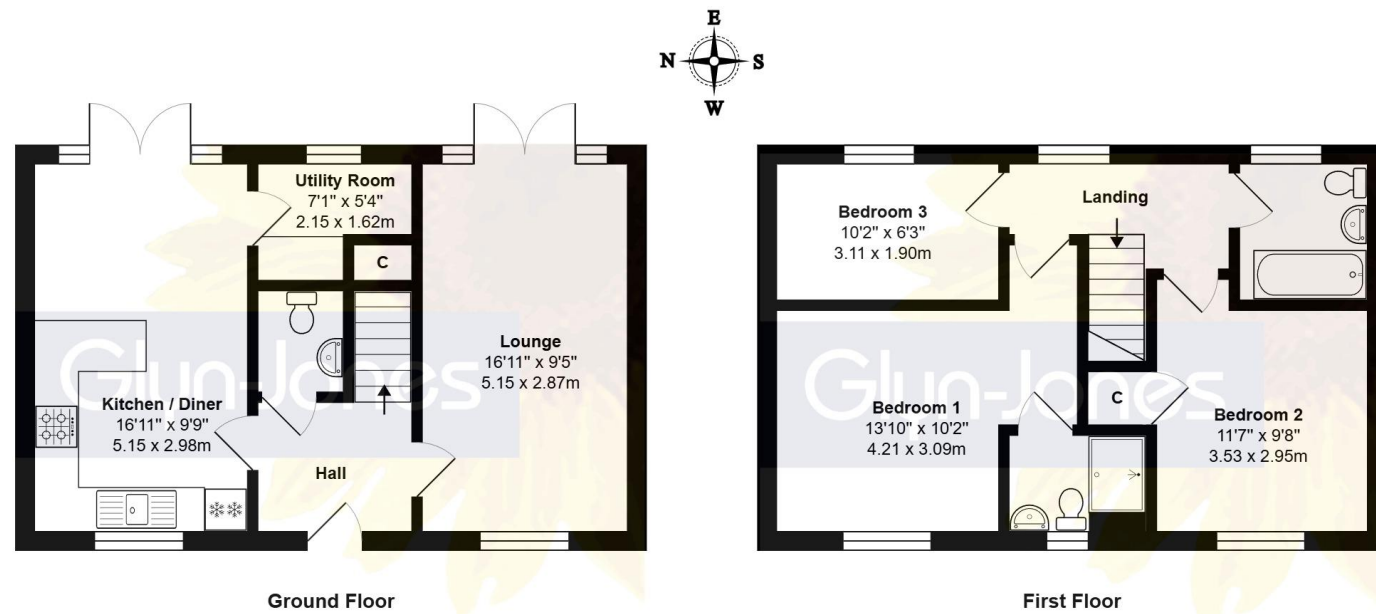 E
N S
W
Utility Room
7'1" x 5'4"
2.15 x 1.62m
C
Lounge
16'11" x 9'5"
5.15 x 2.87m
Kitchen / Diner
16'11" x 9'9"
5.15 x 2.98m
Hall
Glyn-Jones
Ground Floor
Bedroom 3
10'2" x 6'3"
3.11 x 1.90m
Landing
Bedroom 1
13'10" x 10'2"
4.21 x 3.09m
C
Bedroom 2
11'7" x 9'8"
3.53 x 2.95m
Glyn-Jones
First Floor